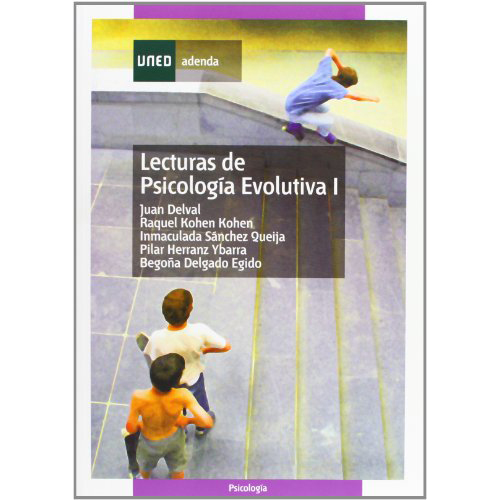 UNED adenda
Lecturas de
Psicología Evolutiva I
Juan Delval
Raquel Kohen Kohen
Inmaculada Sánchez Queija
Pilar Herranz Ybarra
Begoña Delgado Egido
Psicología